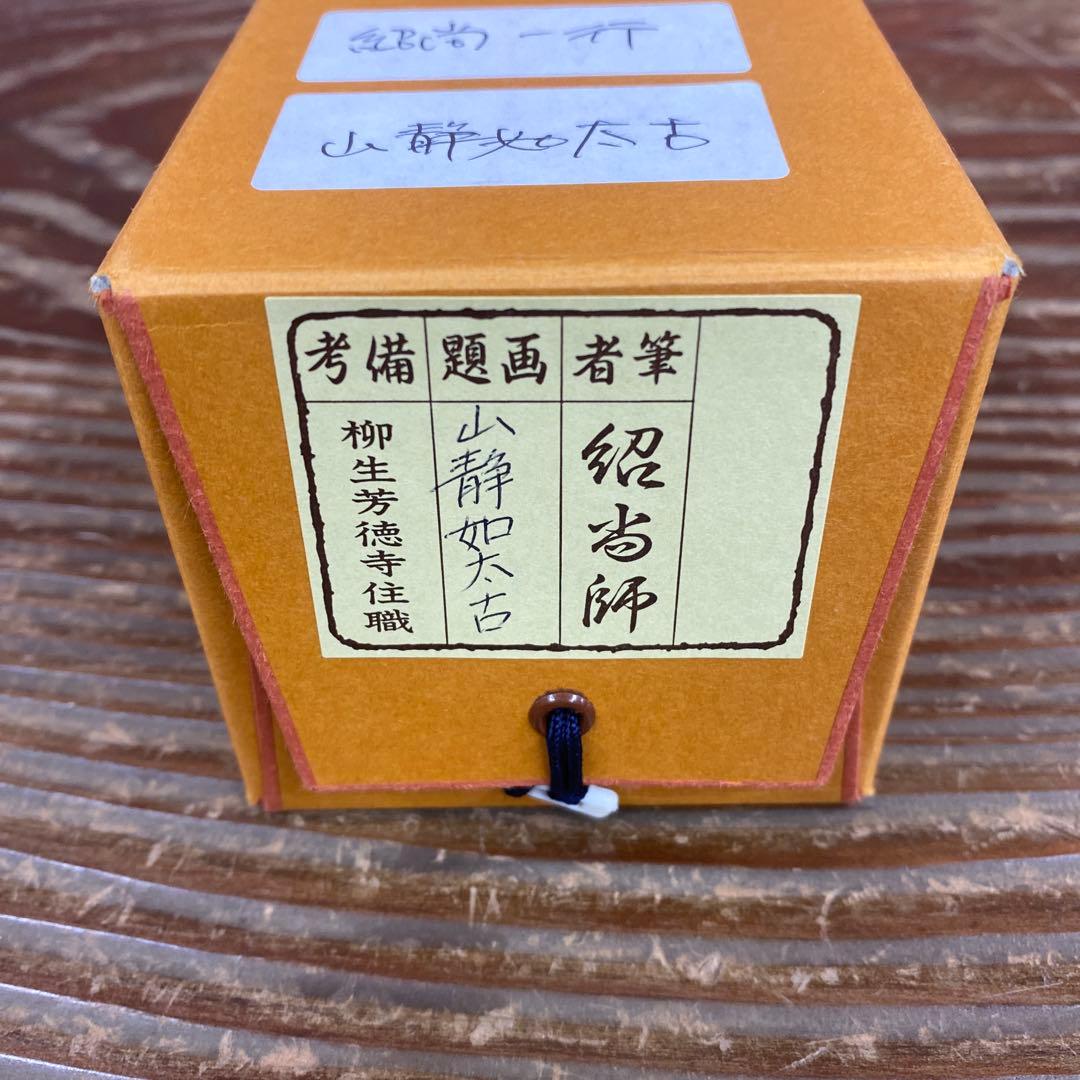 紹尚一行
山静如太古
筆者
紹尚師
画題
山静如太古
備考
柳生芳徳寺住職